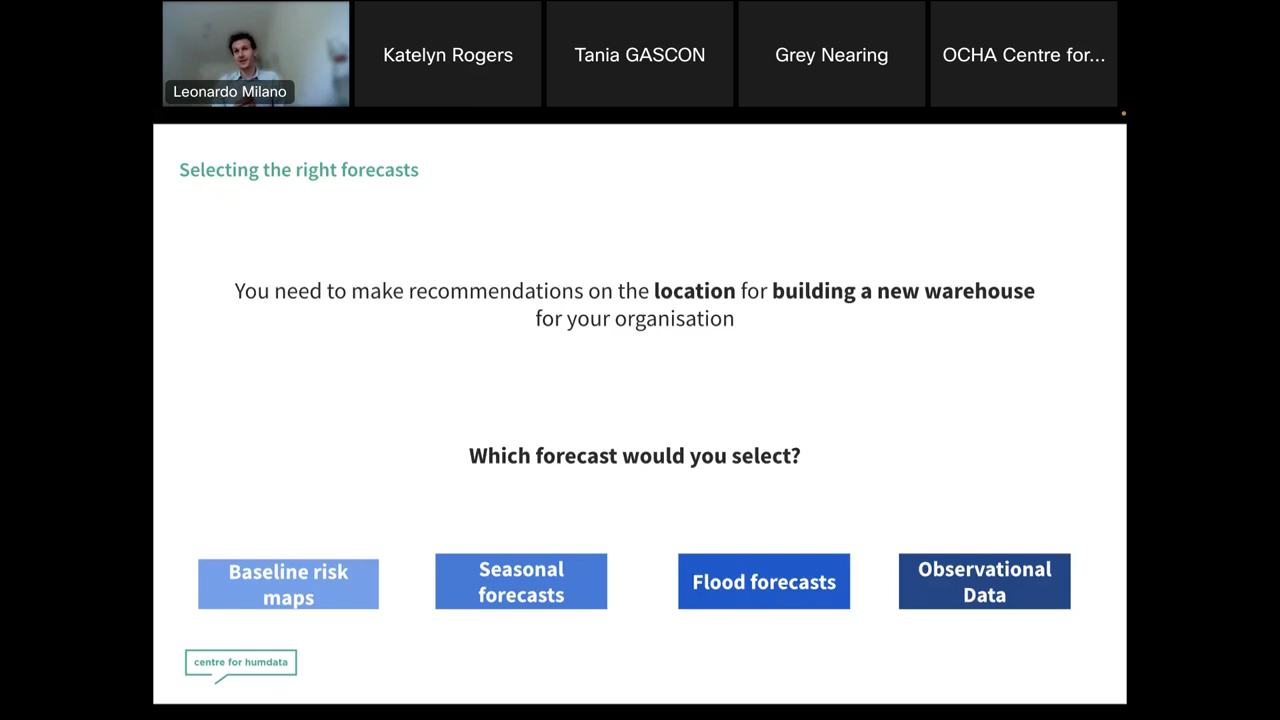 Leonardo Milano
Katelyn Rogers
Tania GASCON
Grey Nearing
OCHA Centre for...
Selecting the right forecasts
You need to make recommendations on the location for building a new warehouse
for your organisation
Which forecast would you select?
Baseline risk
maps
Seasonal
forecasts
Flood forecasts
Observational
Data
centre for humdata